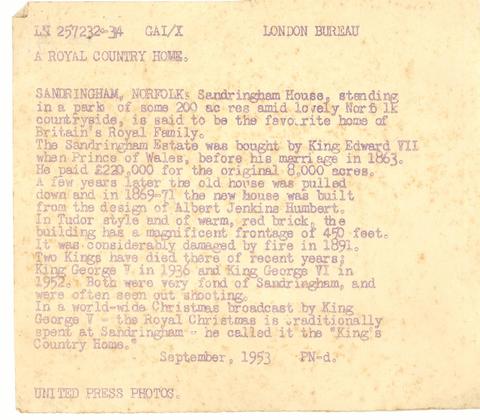 LN 257232-34 GAI/X LONDON BUREAU
A ROYAL COUNTRY HOME.
SANDRINGHAM, NORFOLK: Sandringham House, standing
in a park of some 200 acres amid lovely Norfolk
countryside, is said to be the favourite home of
Britain's Royal Family.
The Sandringham Estate was bought by King Edward VII
when Prince of Wales, before his marriage in 1863.
He paid £220,000 for the original 8,000 acres.
A few years later the old house was pulled
down and in 1869-71 the new house was built
from the design of Albert Jenkins Humbert.
In Tudor style and of warm, red brick, the
building has a magnificent frontage of 450 feet.
It was considerably damaged by fire in 1891.
Two Kings have died there of recent years;
King George V in 1936 and King George VI in
1952. Both were very fond of Sandringham, and
were often seen out shooting.
In a world-wide Christmas broadcast by King
George V - the Royal Christmas is traditionally
spent at Sandringham - he called it the "King's
Country Home."
September, 1953 PN-d.
UNITED PRESS PHOTOS.